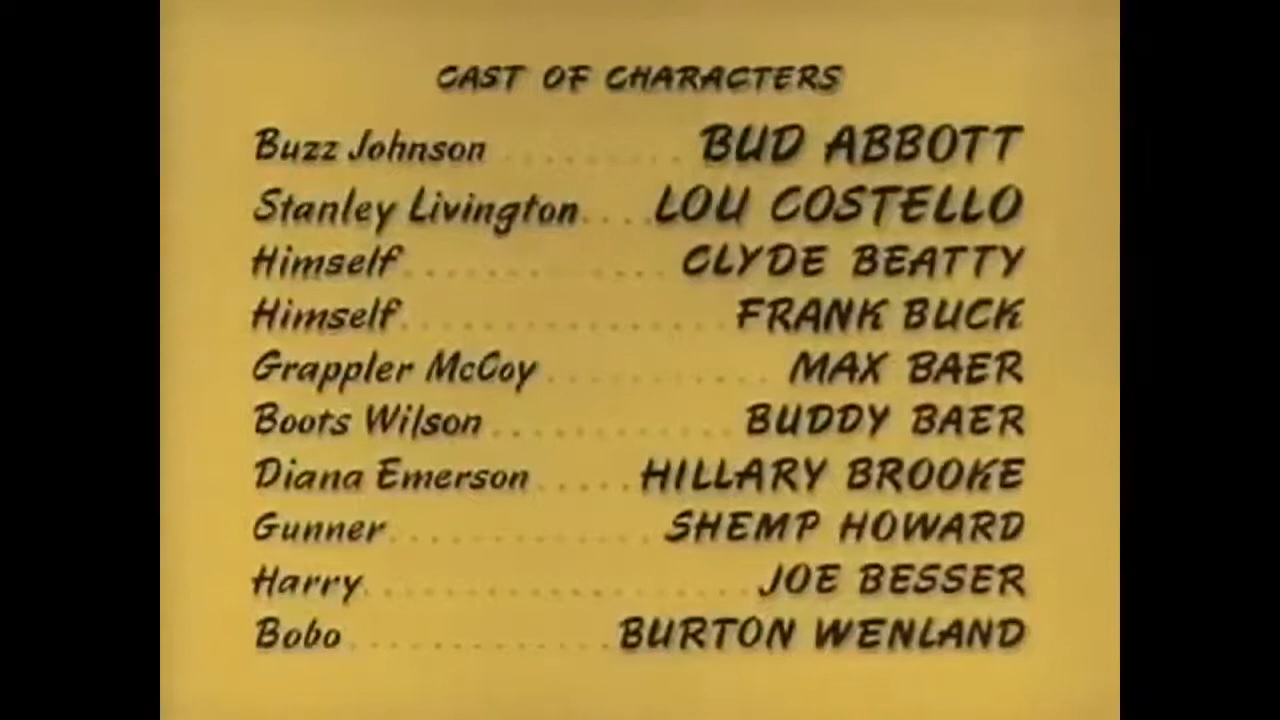 CAST OF CHARACTERS
Buzz Johnson ........ BUD ABBOTT
Stanley Livington .... LOU COSTELLO
Himself ............. CLYDE BEATTY
Himself ............... FRANK BUCK
Grappler McCoy .......... MAX BAER
Boots Wilson ........... BUDDY BAER
Diana Emerson ..... HILLARY BROOKE
Gunner ............. SHEMP HOWARD
Harry ................. JOE BESSER
Bobo .............. BURTON WENLAND